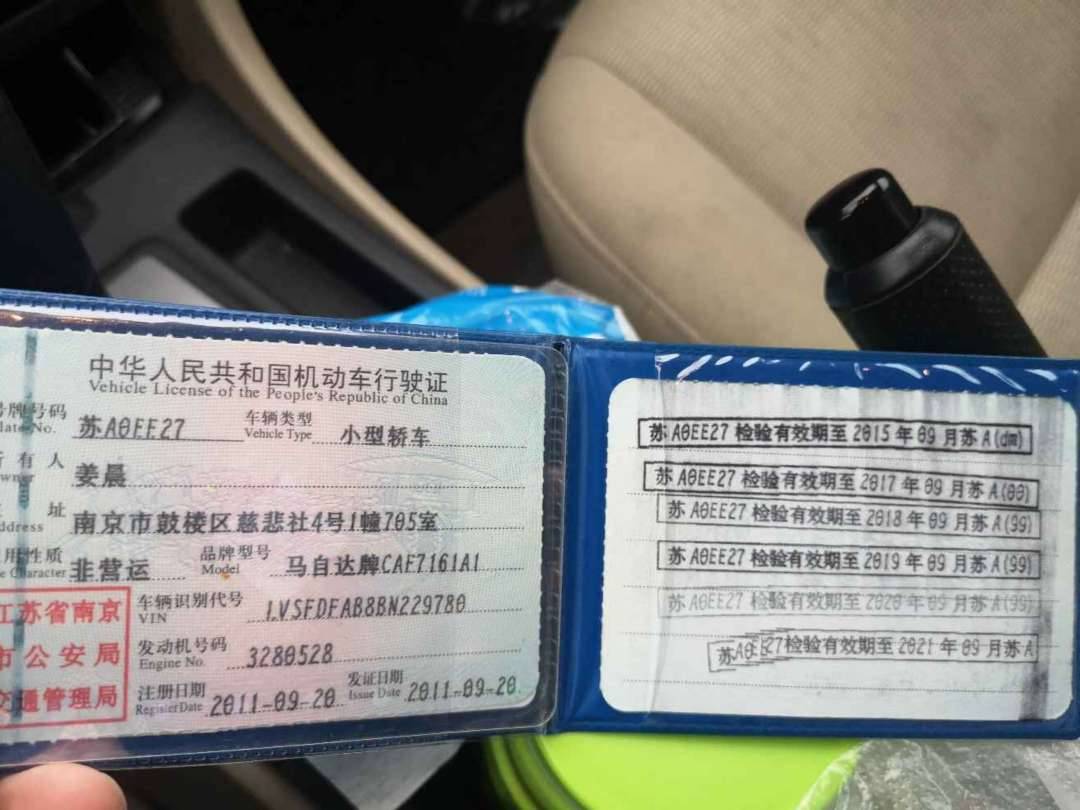 中华人民共和国机动车行驶证
Vehicle License of the People's Republic of China
号牌号码 苏A0EE27 车辆类型 小型轿车
Plate No. Vehicle Type
所有人 姜晨
Owner
址 南京市鼓楼区慈悲社4号1幢705室
Address
用性质 非营运 品牌型号 马自达牌CAF7161A1
Character Model
江苏省南京
市公安局
交通管理局
车辆识别代号 LVSFDFAB8BN229780
VIN
发动机号码 3280528
Engine No.
注册日期 2011-09-20 发证日期 2011-09-20
Register Date Issue Date
苏A0EE27 检验有效期至 2015 年 09 月苏A(dm)
苏A0EE27 检验有效期至 2017 年 09 月苏A(00)
苏A0EE27 检验有效期至 2018 年 09 月苏A(99)
苏A0EE27 检验有效期至 2019 年 09 月苏A(99)
苏A0EE27 检验有效期至 2020 年 09 月苏A(99)
苏A0EE27检验有效期至 2021 年 09 月苏A